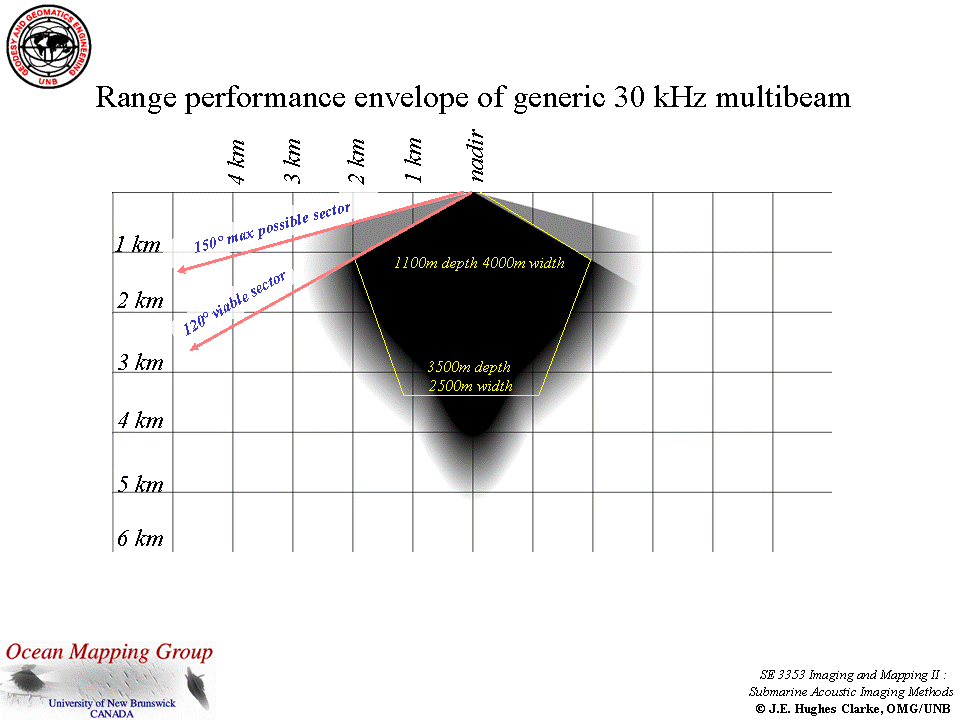 GEODESY AND GEOMATICS ENGINEERING
UNB
Range performance envelope of generic 30 kHz multibeam
4 km
3 km
2 km
1 km
nadir
150° max possible sector
120° viable sector
1 km
2 km
3 km
4 km
5 km
6 km
1100m depth 4000m width
3500m depth
2500m width
Ocean Mapping Group
University of New Brunswick
CANADA
SE 3353 Imaging and Mapping II :
Submarine Acoustic Imaging Methods
© J.E. Hughes Clarke, OMG/UNB